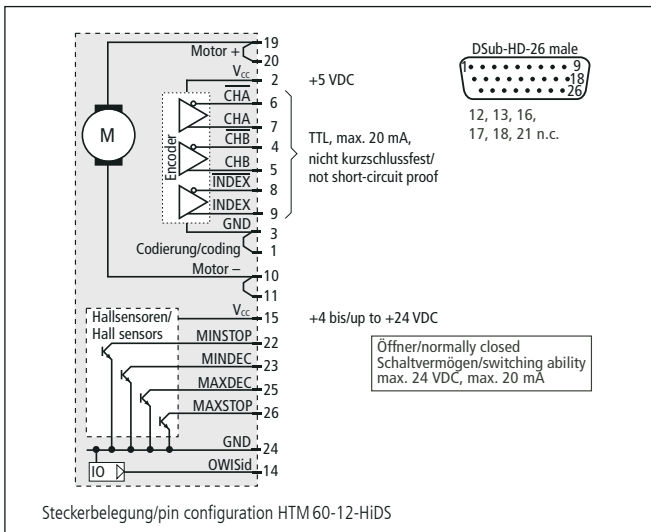 Motor +
19
20
V_CC
2
+5 VDC
C̅H̅A̅
6
CHA
7
C̅H̅B̅
4
CHB
5
I̅N̅D̅E̅X̅
8
INDEX
9
GND
3
Codierung/coding
1
Motor –
10
11
M
Encoder
TTL, max. 20 mA,
nicht kurzschlussfest/
not short-circuit proof
DSub-HD-26 male
1
9
18
26
12, 13, 16,
17, 18, 21 n.c.
Hallsensoren/
Hall sensors
V_CC
15
+4 bis/up to +24 VDC
MINSTOP
22
MINDEC
23
MAXDEC
25
MAXSTOP
26
GND
24
IO
OWISid
14
Öffner/normally closed
Schaltvermögen/switching ability
max. 24 VDC, max. 20 mA
Steckerbelegung/pin configuration HTM 60-12-HiDS